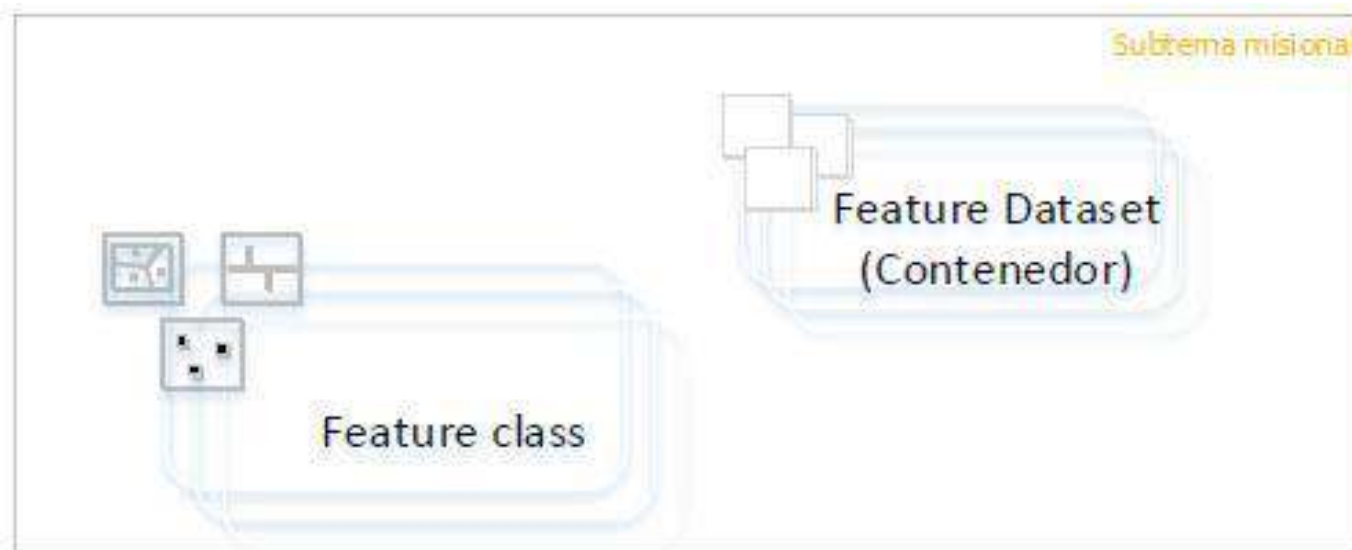 Subtema misional
Feature Dataset
(Contenedor)
Feature class